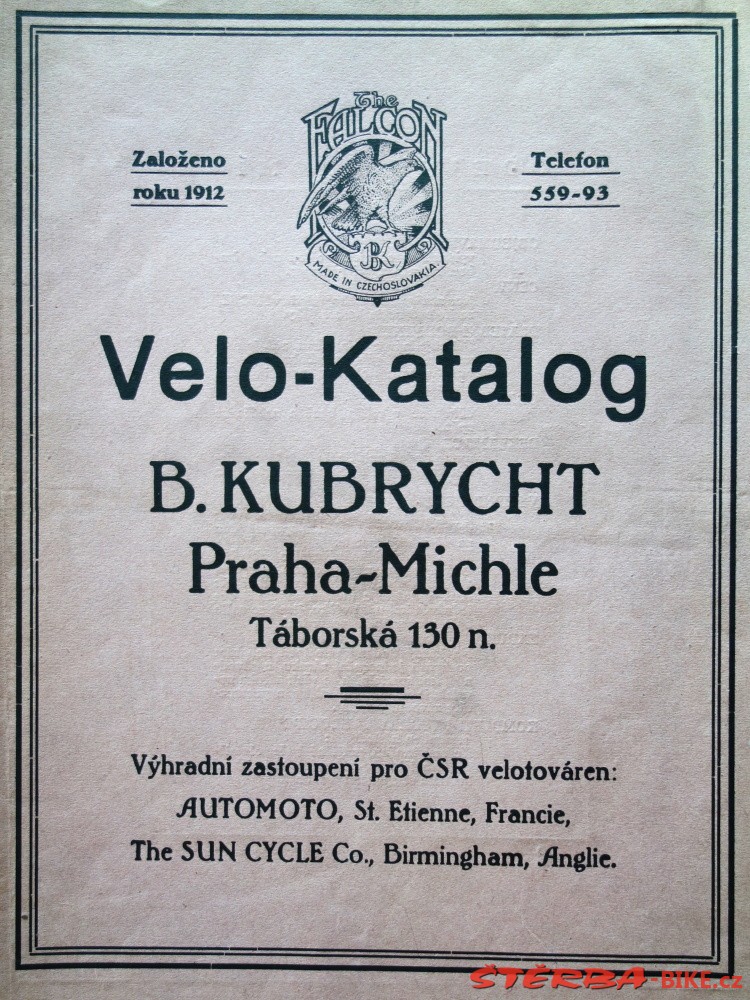 The
FALCON
BK
MADE IN CZECHOSLOVAKIA
Založeno
roku 1912
Telefon
559-93
Velo-Katalog
B. KUBRYCHT
Praha-Michle
Táborská 130 n.
Výhradní zastoupení pro ČSR velotováren:
AUTOMOTO, St. Etienne, Francie,
The SUN CYCLE Co., Birmingham, Anglie.
ŠTĚRBA-BIKE.cz